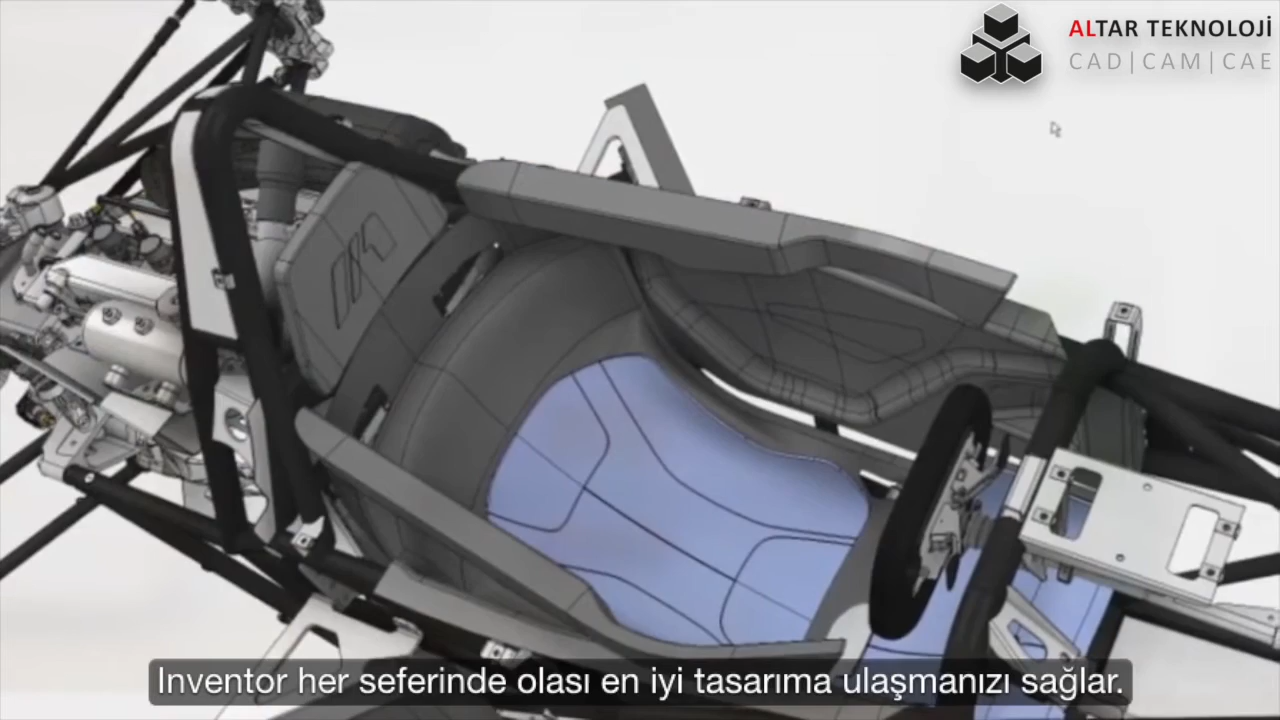 ALTAR TEKNOLOJİ
CAD|CAM|CAE
Inventor her seferinde olası en iyi tasarıma ulaşmanızı sağlar.